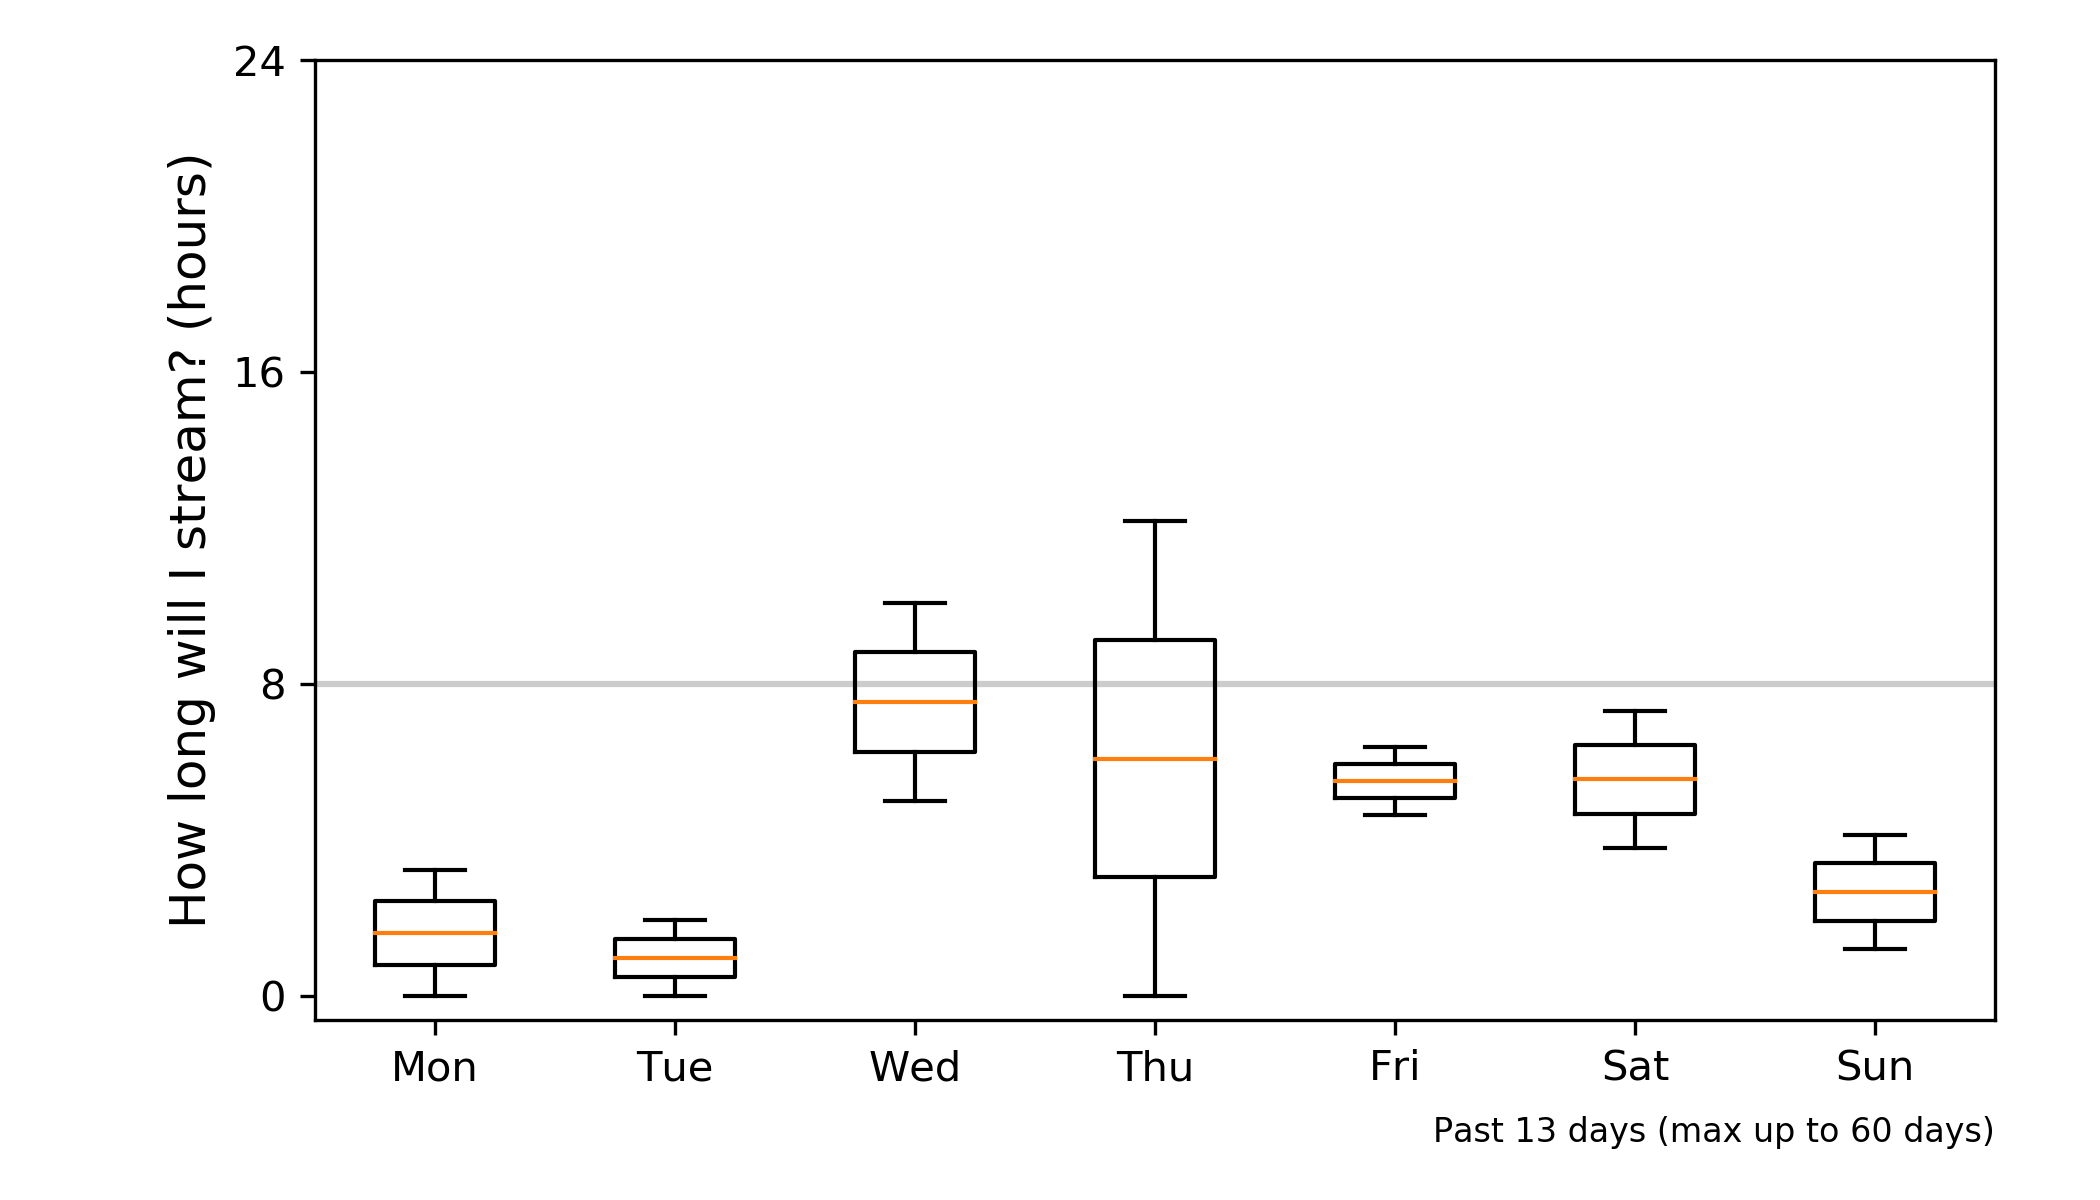 How long will I stream? (hours)
24
16
8
0
Mon Tue Wed Thu Fri Sat Sun
Past 13 days (max up to 60 days)